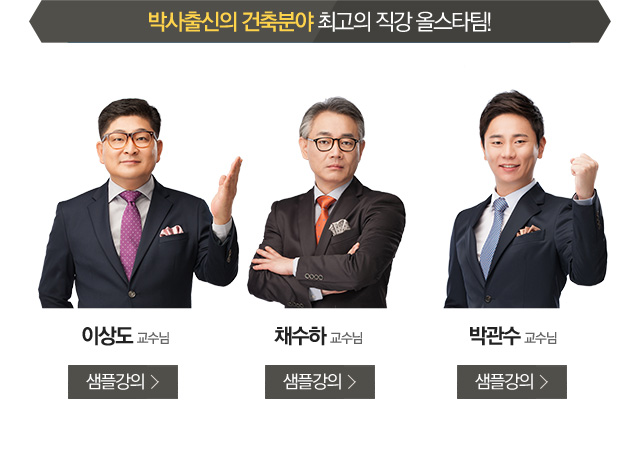 박사출신의 건축분야 최고의 직강 올스타팀!
이상도 교수님
채수하 교수님
박관수 교수님
샘플강의 >
샘플강의 >
샘플강의 >